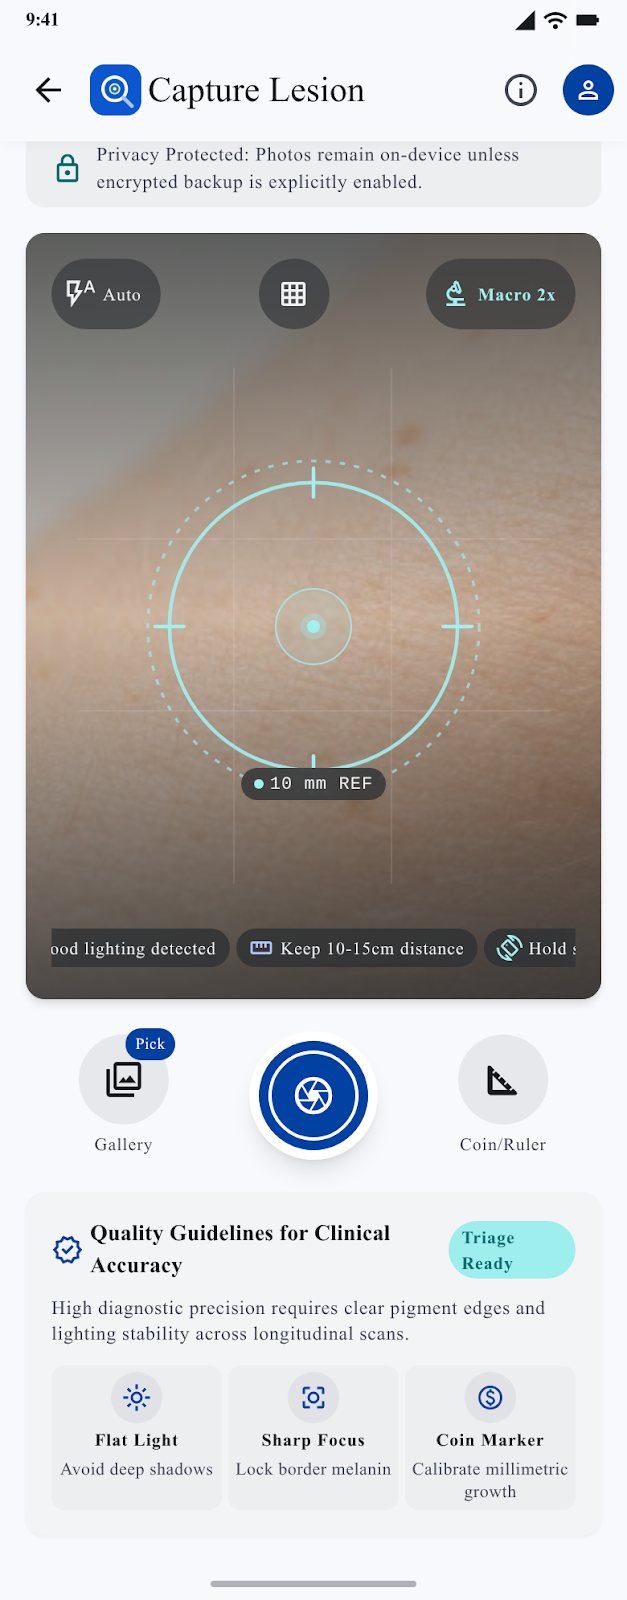 9:41
Capture Lesion
Privacy Protected: Photos remain on-device unless
encrypted backup is explicitly enabled.
A Auto
Macro 2x
10 mm REF
ood lighting detected
Keep 10-15cm distance
Hold s
Pick
Gallery
Coin/Ruler
Quality Guidelines for Clinical
Accuracy
Triage
Ready
High diagnostic precision requires clear pigment edges and
lighting stability across longitudinal scans.
Flat Light
Avoid deep shadows
Sharp Focus
Lock border melanin
Coin Marker
Calibrate millimetric
growth